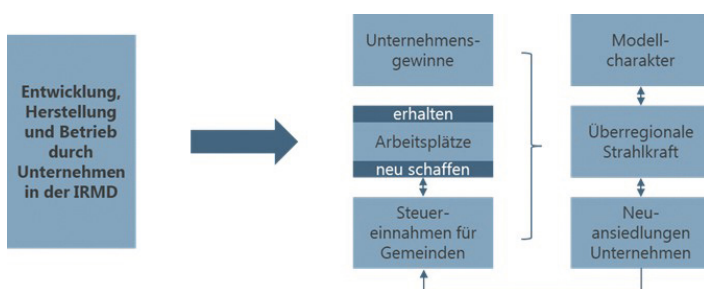 Entwicklung,
Herstellung
und Betrieb
durch
Unternehmen
in der IRMD
Unternehmens-
gewinne
erhalten
Arbeitsplätze
neu schaffen
Steuer-
einnahmen für
Gemeinden
Modell-
charakter
Überregionale
Strahlkraft
Neu-
ansiedlungen
Unternehmen